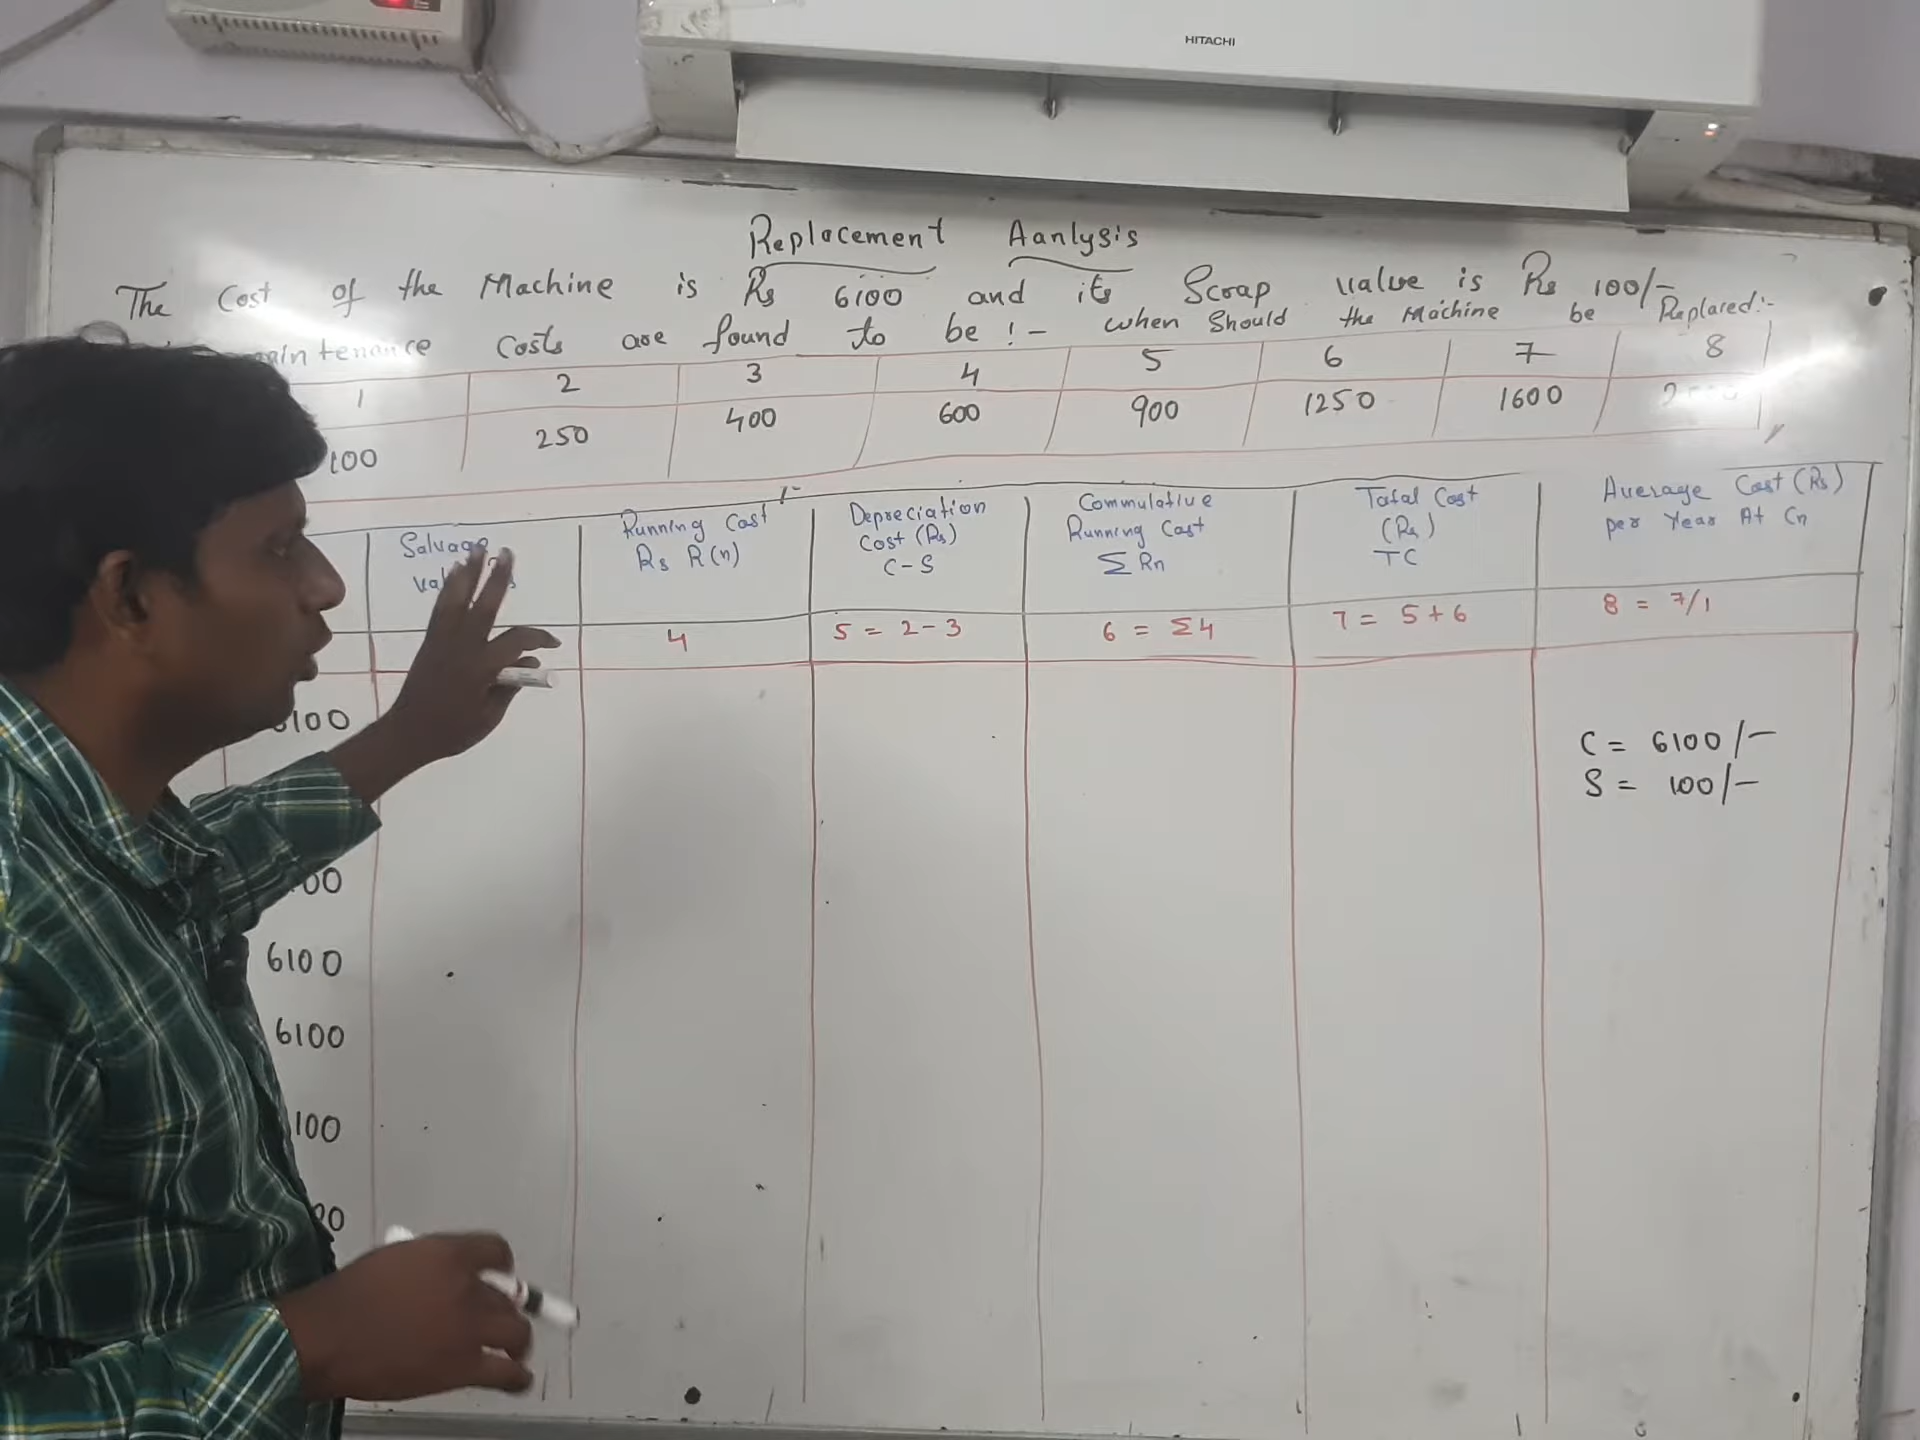 HITACHI
Replacement Aanlysis
The Cost of the Machine is Rs 6100 and its Scrap value is Rs 100/-
maintenance Costs are found to be :- when Should the Machine be Replaced:-
1 2 3 4 5 6 7 8
100 250 400 600 900 1250 1600
Salvage
Running Cost
Rs R(n)
Depreciation
Cost (Rs)
C-S
Commulative
Running Cost
Σ Rn
Total Cost
(Rs)
TC
Average Cost (Rs)
per Year At Cn
4 5 = 2-3 6 = Σ4 7 = 5+6 8 = 7/1
6100
C = 6100/-
S = 100/-
6100
6100